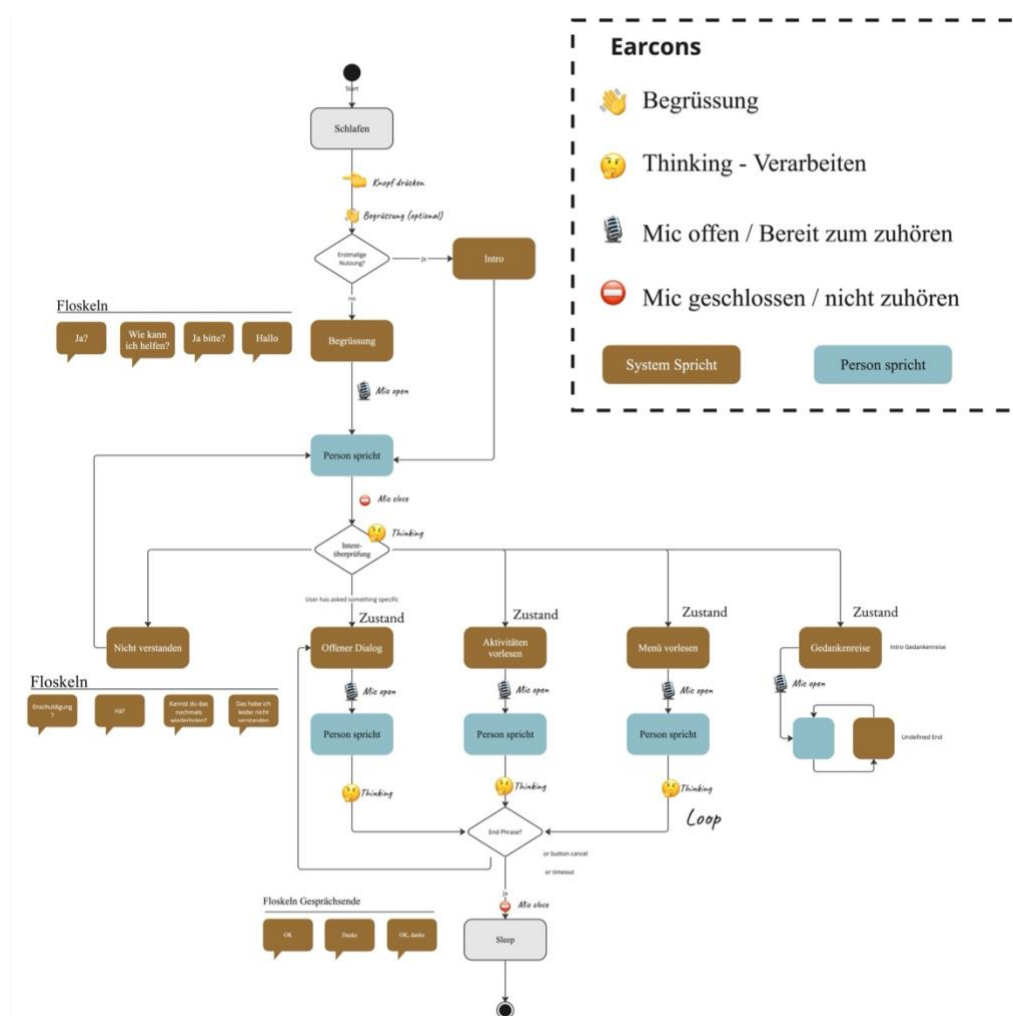 Earcons
Begrüssung
Thinking - Verarbeiten
Mic offen / Bereit zum zuhören
Mic geschlossen / nicht zuhören
System Spricht
Person spricht
Start
Schlafen
Knopf drücken
Begrüssung (optional)
Erstmalige
Nutzung?
ja
Intro
no
Floskeln
Ja?
Wie kann
ich helfen?
Ja bitte?
Hallo
Begrüssung
Mic open
Person spricht
Mic close
Thinking
Intent-
überprüfung
User has asked something specific
Nicht verstanden
Zustand
Offener Dialog
Zustand
Aktivitäten
vorlesen
Zustand
Menü vorlesen
Zustand
Gedankenreise
Intro Gedankenreise
Floskeln
Hä?
Kannst du das
nochmals
wiederholen?
Das habe ich
leider nicht
verstanden
Mic open
Mic open
Mic open
Mic open
Person spricht
Person spricht
Person spricht
Undefined End
Thinking
Thinking
Thinking
Loop
End Phrase?
or button cancel
or timeout
ja
Mic close
Floskeln Gesprächsende
OK
Danke
OK, danke
Sleep